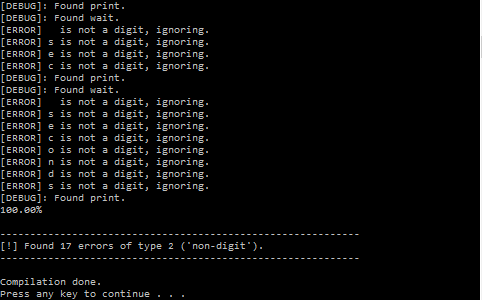 [DEBUG]: Found print.
[DEBUG]: Found wait.
[ERROR]   is not a digit, ignoring.
[ERROR] s is not a digit, ignoring.
[ERROR] e is not a digit, ignoring.
[ERROR] c is not a digit, ignoring.
[DEBUG]: Found print.
[DEBUG]: Found wait.
[ERROR]   is not a digit, ignoring.
[ERROR] s is not a digit, ignoring.
[ERROR] e is not a digit, ignoring.
[ERROR] c is not a digit, ignoring.
[ERROR] o is not a digit, ignoring.
[ERROR] n is not a digit, ignoring.
[ERROR] d is not a digit, ignoring.
[ERROR] s is not a digit, ignoring.
[DEBUG]: Found print.
100.00%
------------------------------------------------------------
[!] Found 17 errors of type 2 ('non-digit').
------------------------------------------------------------
Compilation done.
Press any key to continue . . .